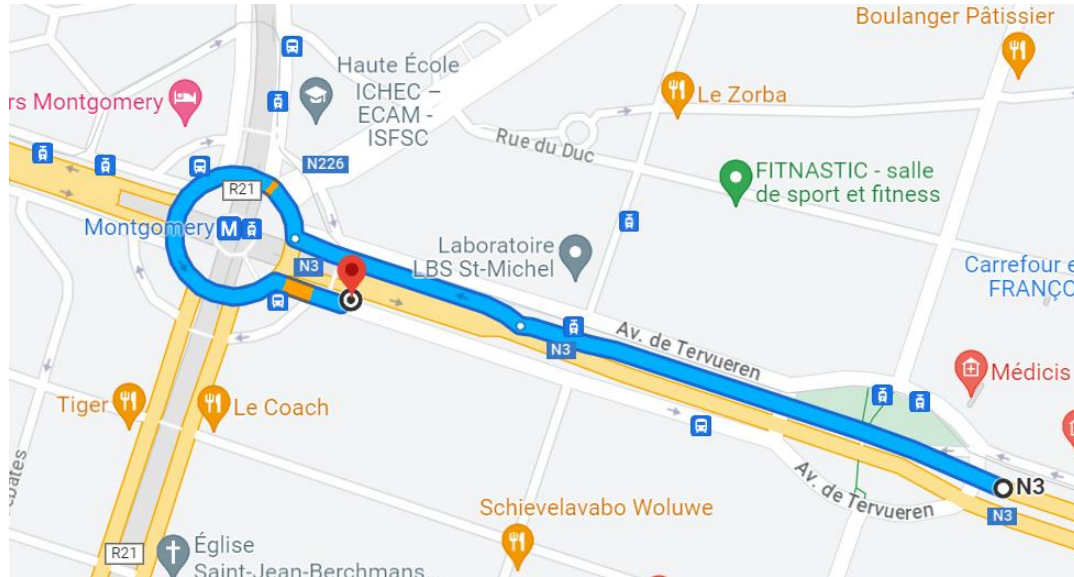 Boulanger Pâtissier
Haute École
ICHEC –
ECAM -
ISFSC
rs Montgomery
Le Zorba
Rue du Duc
N226
FITNASTIC - salle
de sport et fitness
R21
Montgomery M
Laboratoire
LBS St-Michel
N3
Carrefour e
FRANÇO
N3
Av. de Tervueren
Médicis
Tiger
Le Coach
Av. de Tervueren
N3
N3
Schievelavabo Woluwe
ebates
R21
Église
Saint-Jean-Berchmans